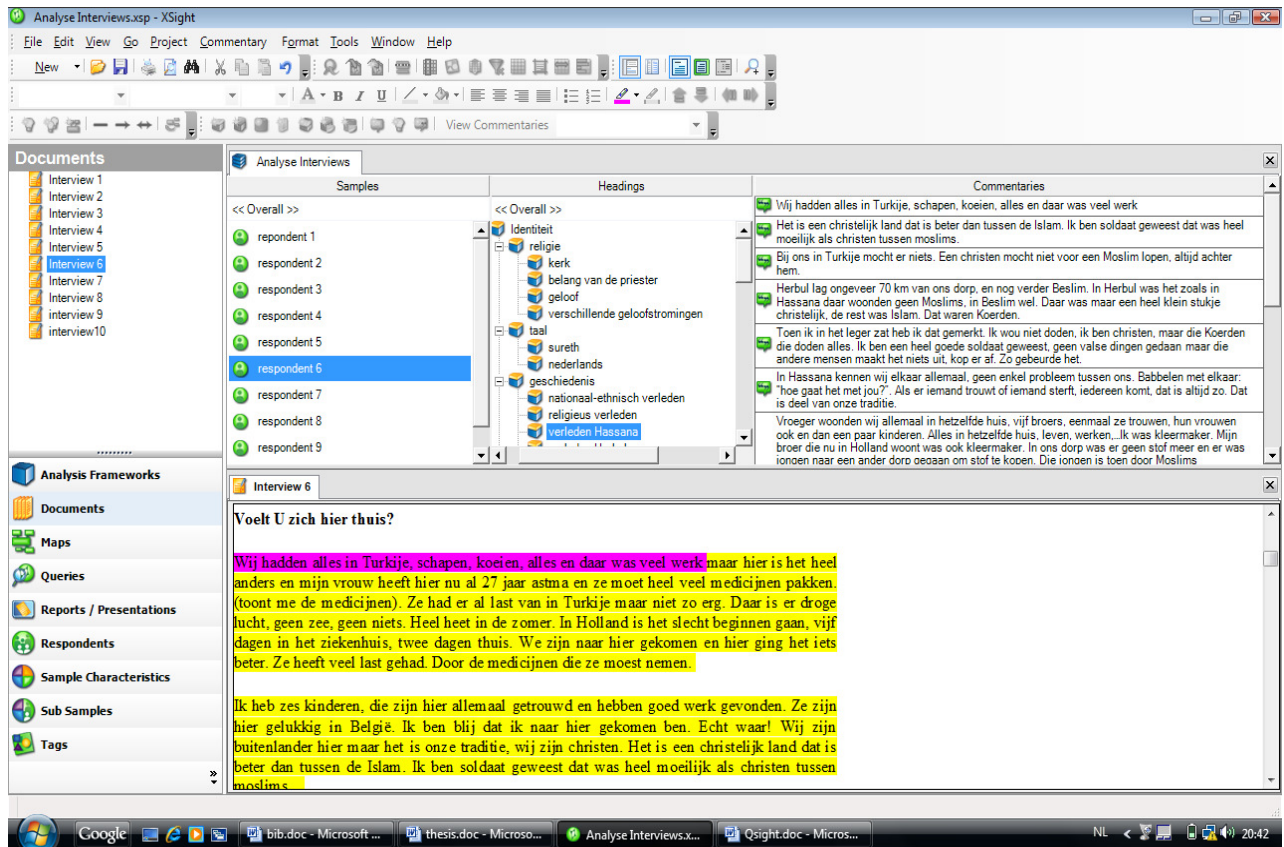 Analyse Interviews.xsp - XSight
File Edit View Go Project Commentary Format Tools Window Help
New
A B I U
View Commentaries
Documents
Interview 1
Interview 2
Interview 3
Interview 4
Interview 5
Interview 6
Interview 7
Interview 8
interview 9
interview10
Analysis Frameworks
Documents
Maps
Queries
Reports / Presentations
Respondents
Sample Characteristics
Sub Samples
Tags
Analyse Interviews
Samples
<< Overall >>
repondent 1
respondent 2
respondent 3
respondent 4
respondent 5
respondent 6
respondent 7
respondent 8
respondent 9
Headings
<< Overall >>
Identiteit
religie
kerk
belang van de priester
geloof
verschillende geloofstromingen
taal
sureth
nederlands
geschiedenis
nationaal-ethnisch verleden
religieus verleden
verleden Hassana
Commentaries
Wij hadden alles in Turkije, schapen, koeien, alles en daar was veel werk
Het is een christelijk land dat is beter dan tussen de Islam. Ik ben soldaat geweest dat was heel
moeilijk als christen tussen moslims.
Bij ons in Turkije mocht er niets. Een christen mocht niet voor een Moslim lopen, altijd achter
hem.
Herbul lag ongeveer 70 km van ons dorp, en nog verder Beslim. In Herbul was het zoals in
Hassana daar woonden geen Moslims, in Beslim wel. Daar was maar een heel klein stukje
christelijk, de rest was Islam. Dat waren Koerden.
Toen ik in het leger zat heb ik dat gemerkt. Ik wou niet doden, ik ben christen, maar die Koerden
die doden alles. Ik ben een heel goede soldaat geweest, geen valse dingen gedaan maar die
andere mensen maakt het niets uit, kop er af. Zo gebeurde het.
In Hassana kennen wij elkaar allemaal, geen enkel probleem tussen ons. Babbelen met elkaar:
"hoe gaat het met jou?". Als er iemand trouwt of iemand sterft, iedereen komt, dat is altijd zo. Dat
is deel van onze traditie.
Vroeger woonden wij allemaal in hetzelfde huis, vijf broers, eenmaal ze trouwen, hun vrouwen
ook en dan een paar kinderen. Alles in hetzelfde huis, leven, werken,...Ik was kleermaker. Mijn
broer die nu in Holland woont was ook kleermaker. In ons dorp was er geen stof meer en er was
jongen naar een ander dorp gegaan om stof te kopen. Die jongen is toen door Moslims
Interview 6
Voelt U zich hier thuis?
Wij hadden alles in Turkije, schapen, koeien, alles en daar was veel werk maar hier is het heel
anders en mijn vrouw heeft hier nu al 27 jaar astma en ze moet heel veel medicijnen pakken.
(toont me de medicijnen). Ze had er al last van in Turkije maar niet zo erg. Daar is er droge
lucht, geen zee, geen niets. Heel heet in de zomer. In Holland is het slecht beginnen gaan, vijf
dagen in het ziekenhuis, twee dagen thuis. We zijn naar hier gekomen en hier ging het iets
beter. Ze heeft veel last gehad. Door de medicijnen die ze moest nemen.
Ik heb zes kinderen, die zijn hier allemaal getrouwd en hebben goed werk gevonden. Ze zijn
hier gelukkig in België. Ik ben blij dat ik naar hier gekomen ben. Echt waar! Wij zijn
buitenlander hier maar het is onze traditie, wij zijn christen. Het is een christelijk land dat is
beter dan tussen de Islam. Ik ben soldaat geweest dat was heel moeilijk als christen tussen
moslims.
Google
bib.doc - Microsoft ...
thesis.doc - Microso...
Analyse Interviews.x...
Qsight.doc - Micros...
NL
20:42